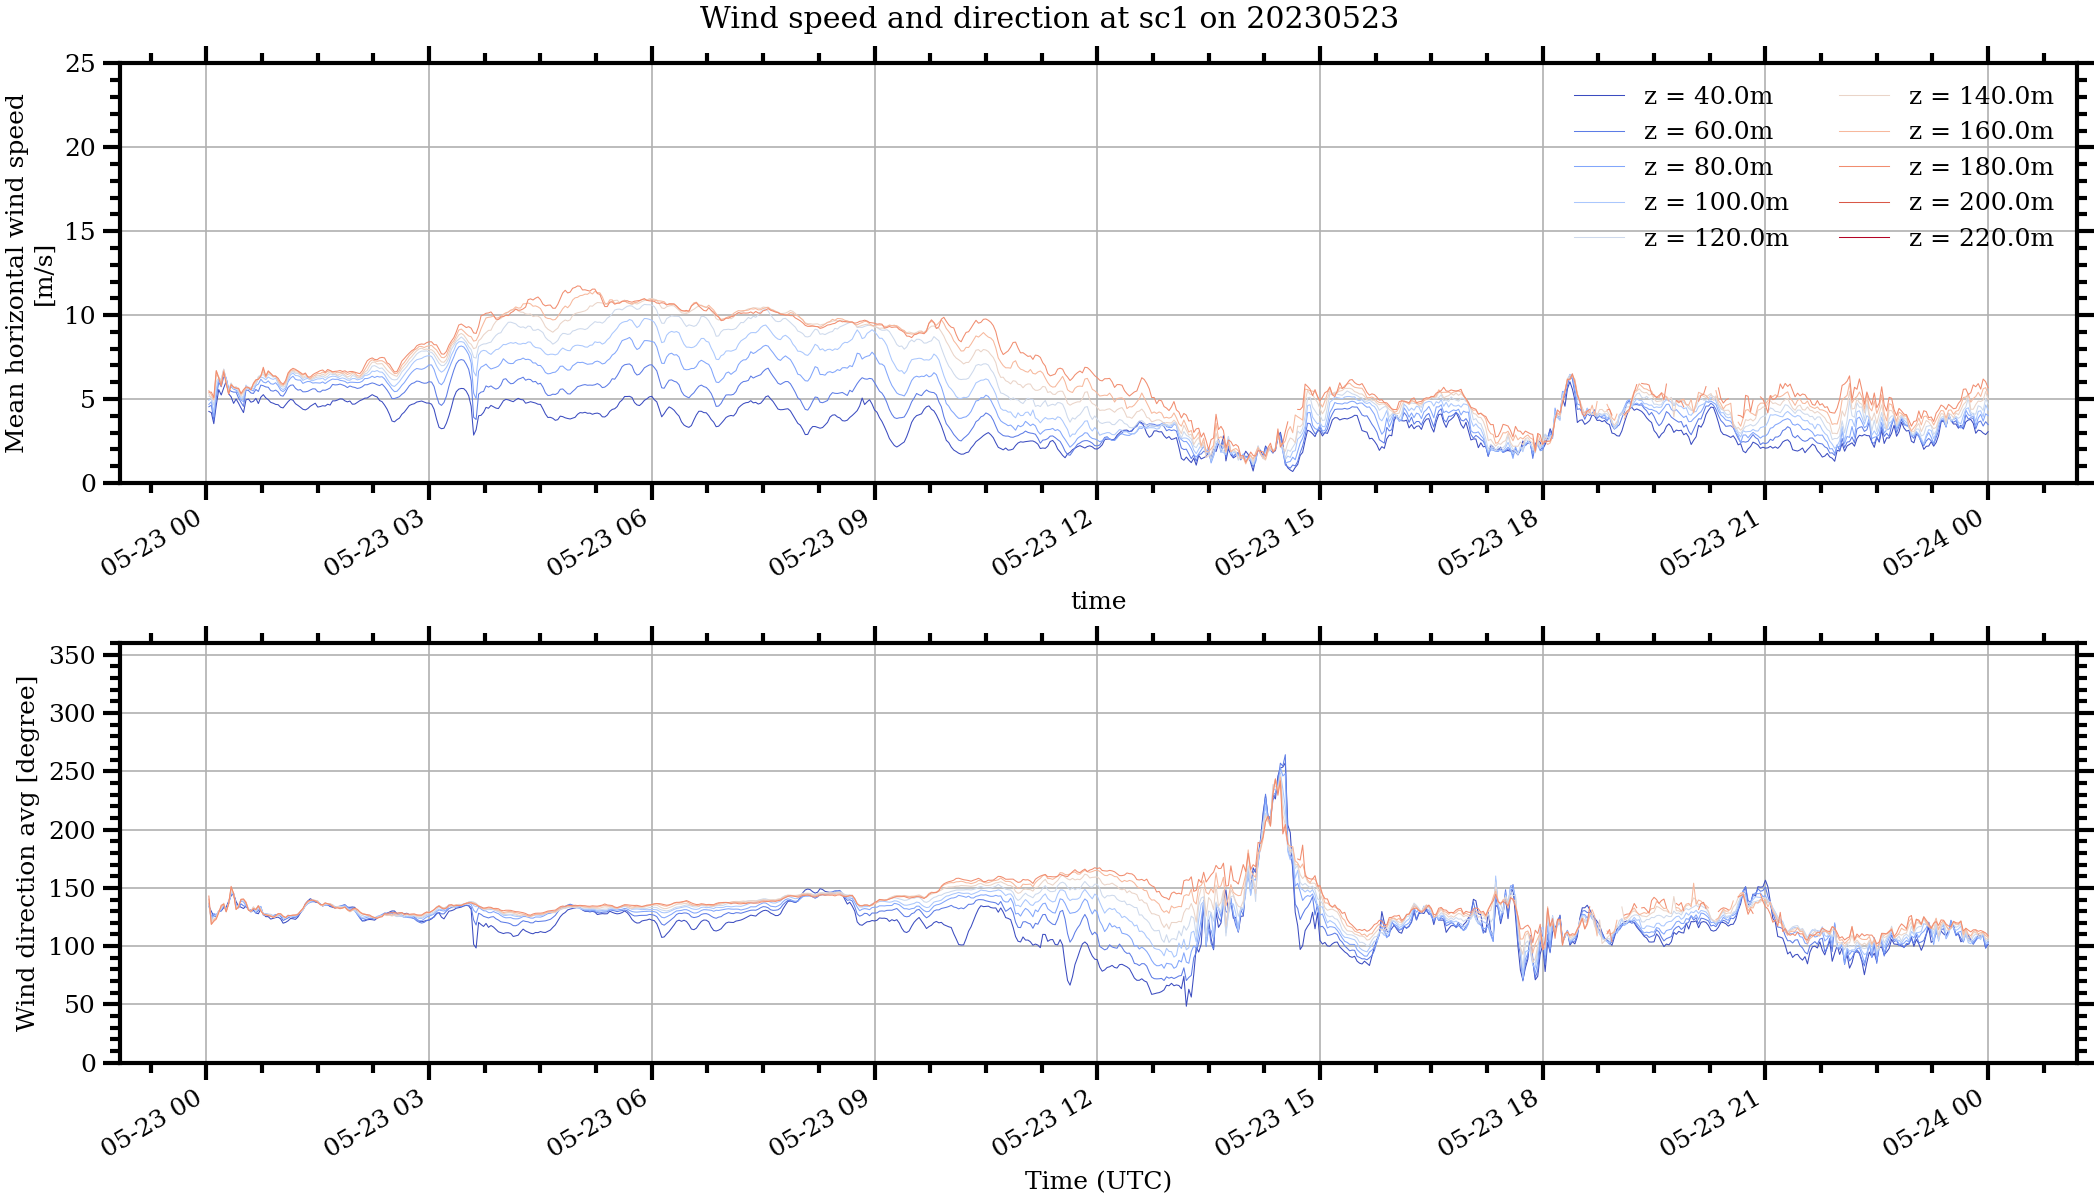 Wind speed and direction at sc1 on 20230523
Mean horizontal wind speed
[m/s]
25
20
15
10
5
0
z = 40.0m
z = 60.0m
z = 80.0m
z = 100.0m
z = 120.0m
z = 140.0m
z = 160.0m
z = 180.0m
z = 200.0m
z = 220.0m
05-23 00
05-23 03
05-23 06
05-23 09
05-23 12
05-23 15
05-23 18
05-23 21
05-24 00
time
Wind direction avg [degree]
350
300
250
200
150
100
50
0
05-23 00
05-23 03
05-23 06
05-23 09
05-23 12
05-23 15
05-23 18
05-23 21
05-24 00
Time (UTC)